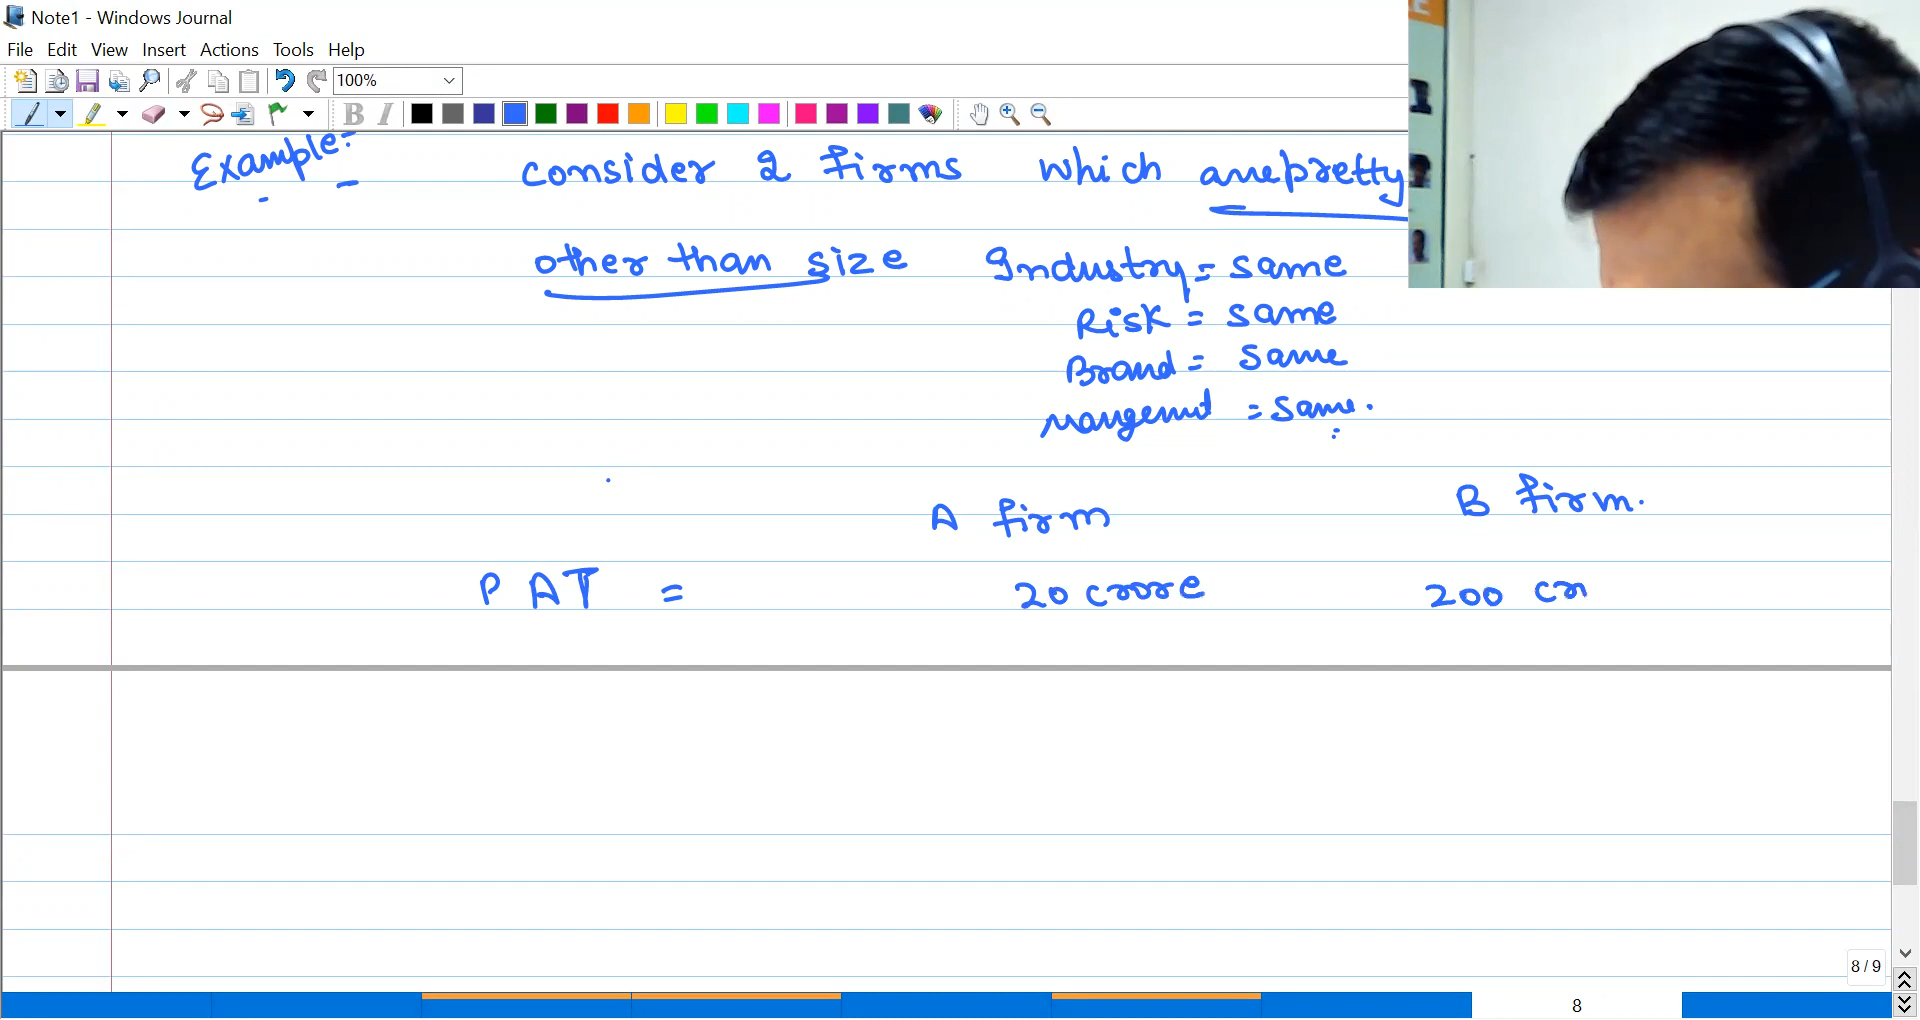 Note1 - Windows Journal
File Edit View Insert Actions Tools Help
100%
B I
Example:- consider 2 firms which are pretty
other than size Industry = same
Risk = same
Brand = same
= same.
A firm B firm.
PAT = 20 crore 200 cr
8 / 9
8